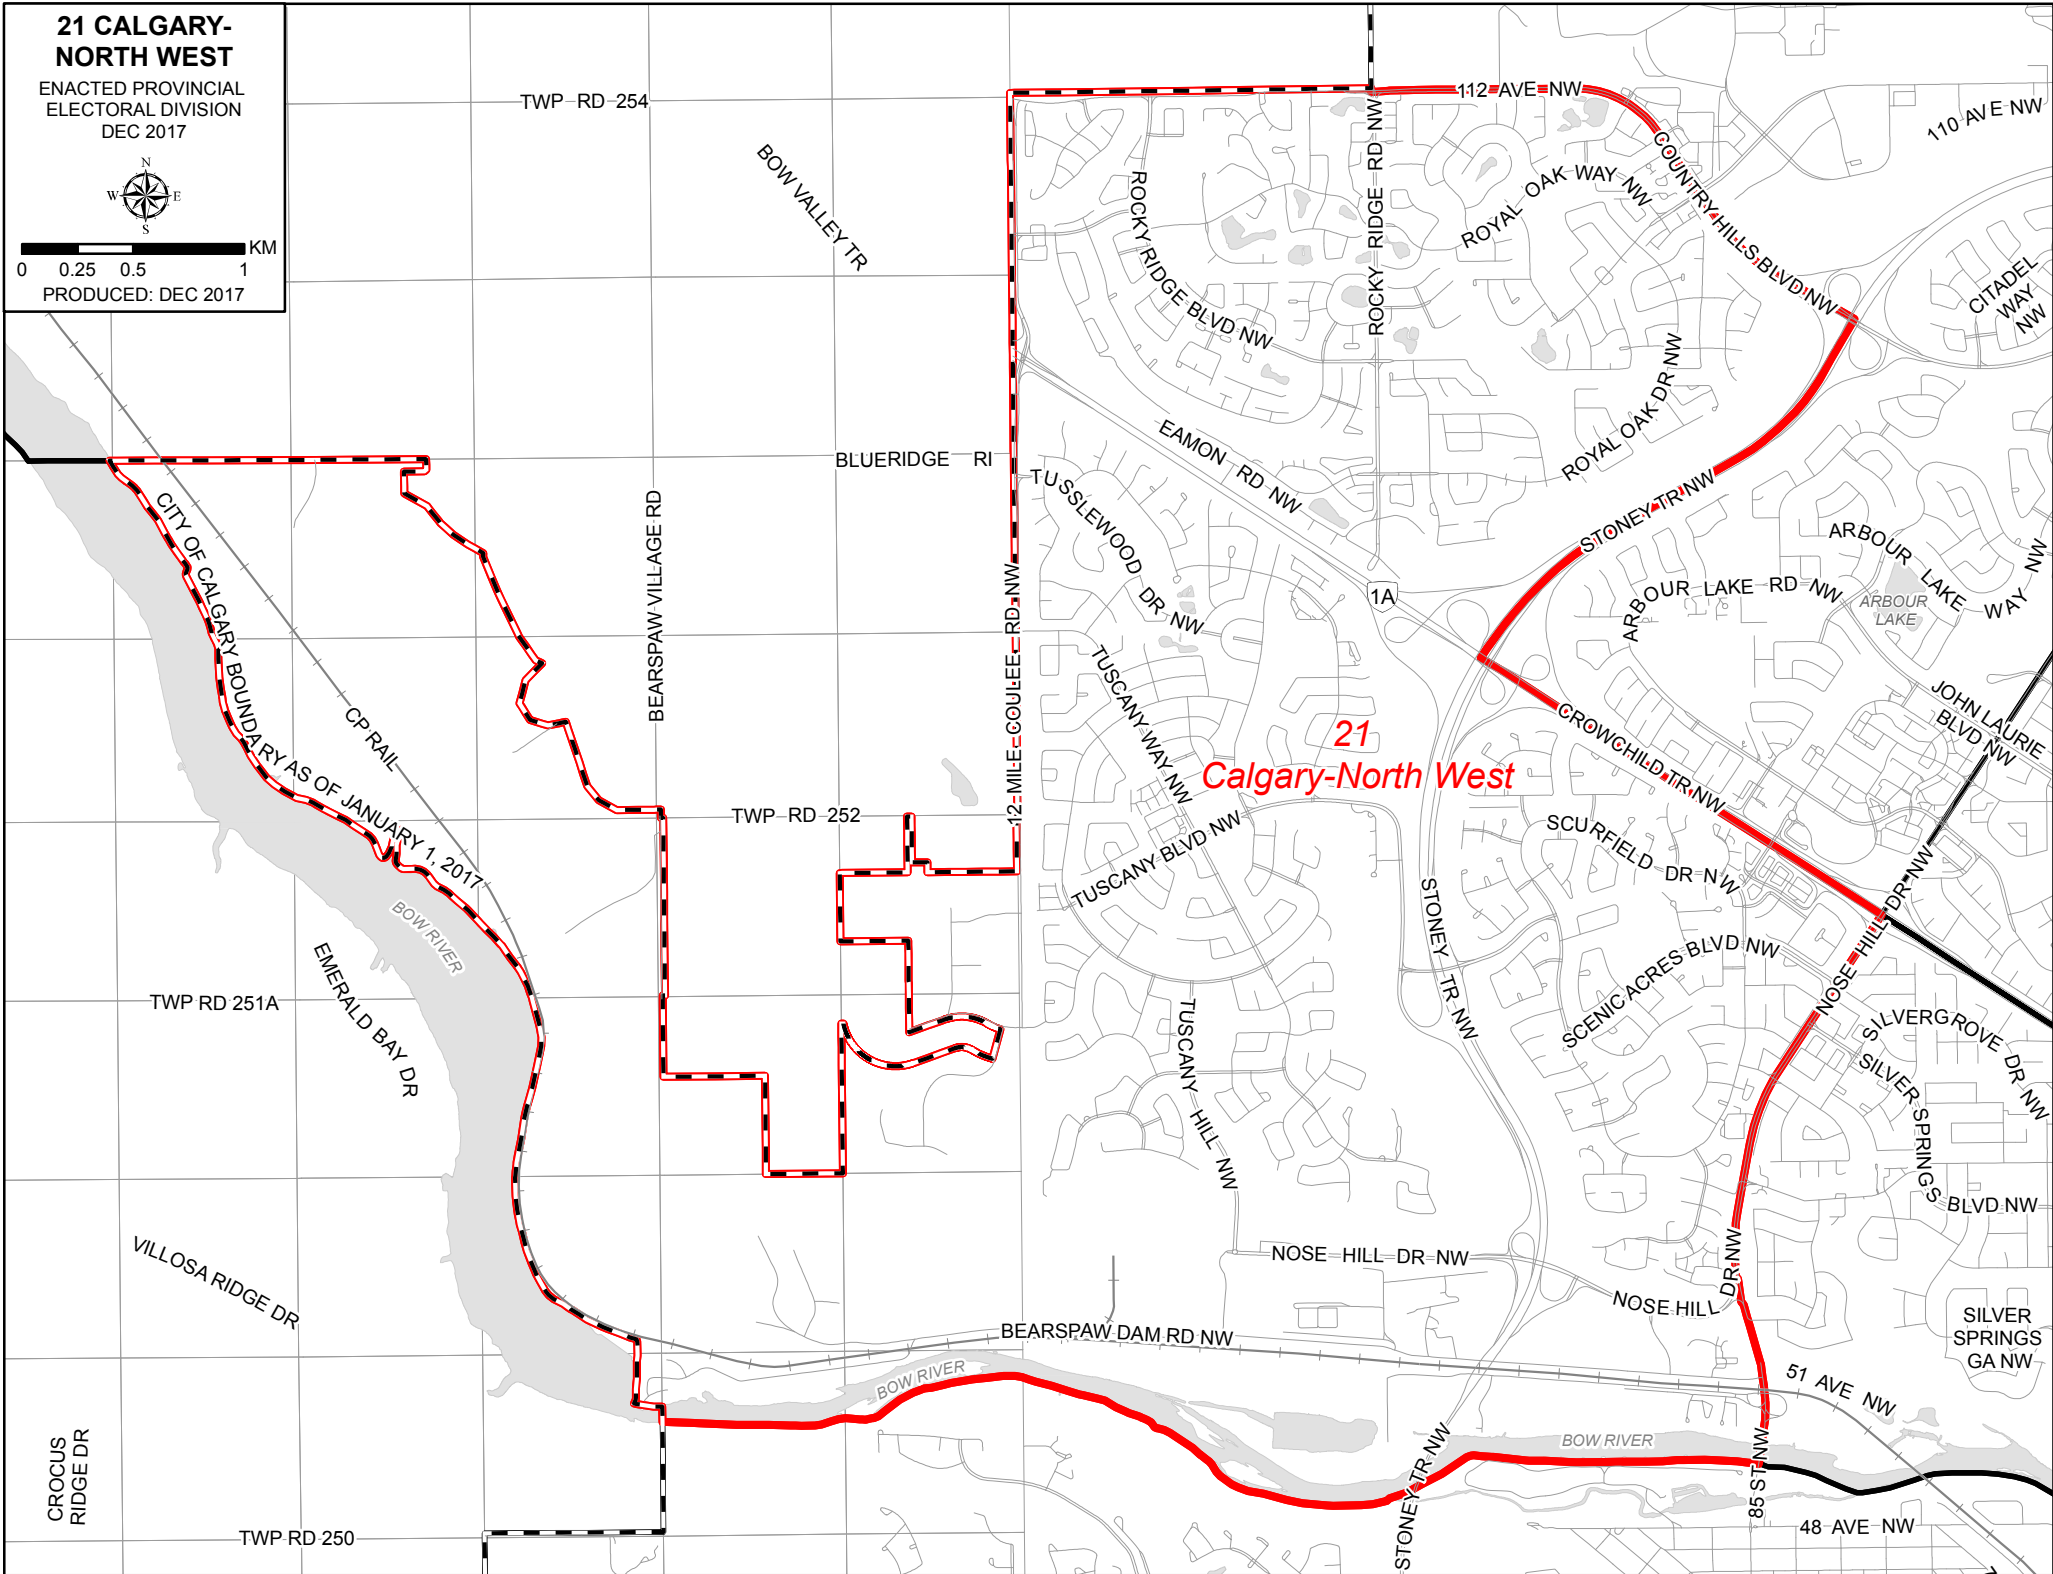 21 CALGARY-
NORTH WEST
ENACTED PROVINCIAL
ELECTORAL DIVISION
DEC 2017
N
W E
S
KM
0 0.25 0.5 1
PRODUCED: DEC 2017
TWP RD 254
BOW VALLEY TR
112 AVE NW
110 AVE NW
COUNTRY HILLS BLVD NW
ROYAL OAK WAY NW
ROCKY RIDGE RD NW
ROCKY RIDGE BLVD NW
CITADEL
WAY
NW
ROYAL OAK DR NW
EAMON RD NW
BLUERIDGE RI
TUSSLEWOOD DR NW
STONEY TR NW
BEARSPAW VILLAGE RD
12 MILE COULEE RD NW
CITY OF CALGARY BOUNDARY AS OF JANUARY 1, 2017
CP RAIL
1A
ARBOUR LAKE RD NW
ARBOUR LAKE WAY NW
ARBOUR
LAKE
JOHN LAURIE
BLVD NW
TUSCANY WAY NW
21
Calgary-North West
CROWCHILD TR NW
TWP RD 252
TUSCANY BLVD NW
SCURFIELD DR NW
NOSE HILL DR NW
STONEY TR NW
SCENIC ACRES BLVD NW
SILVERGROVE DR NW
SILVER SPRINGS BLVD NW
BOW RIVER
EMERALD BAY DR
TWP RD 251A
TUSCANY HILL NW
VILLOSA RIDGE DR
NOSE HILL DR NW
NOSE HILL DR NW
BEARSPAW DAM RD NW
SILVER
SPRINGS
GA NW
51 AVE NW
BOW RIVER
BOW RIVER
STONEY TR NW
85 ST NW
48 AVE NW
CROCUS
RIDGE DR
TWP RD 250